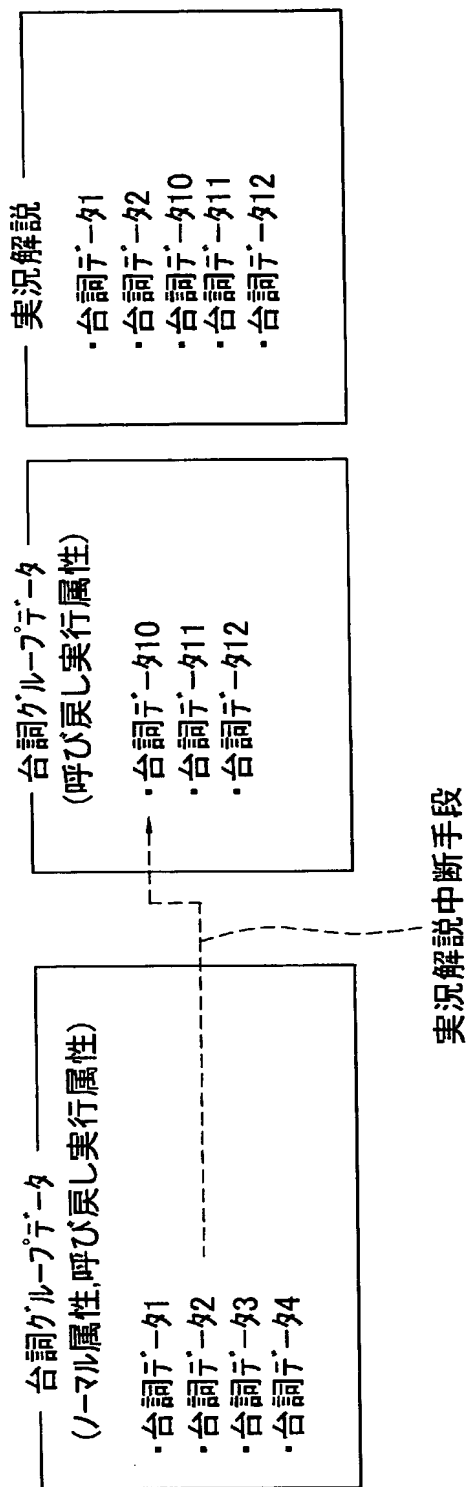 台詞グループデータ
(ノーマル属性,呼び戻し実行属性)
・台詞データ1
・台詞データ2
・台詞データ3
・台詞データ4
実況解説中断手段
台詞グループデータ
(呼び戻し実行属性)
・台詞データ10
・台詞データ11
・台詞データ12
実況解説
・台詞データ1
・台詞データ2
・台詞データ10
・台詞データ11
・台詞データ12